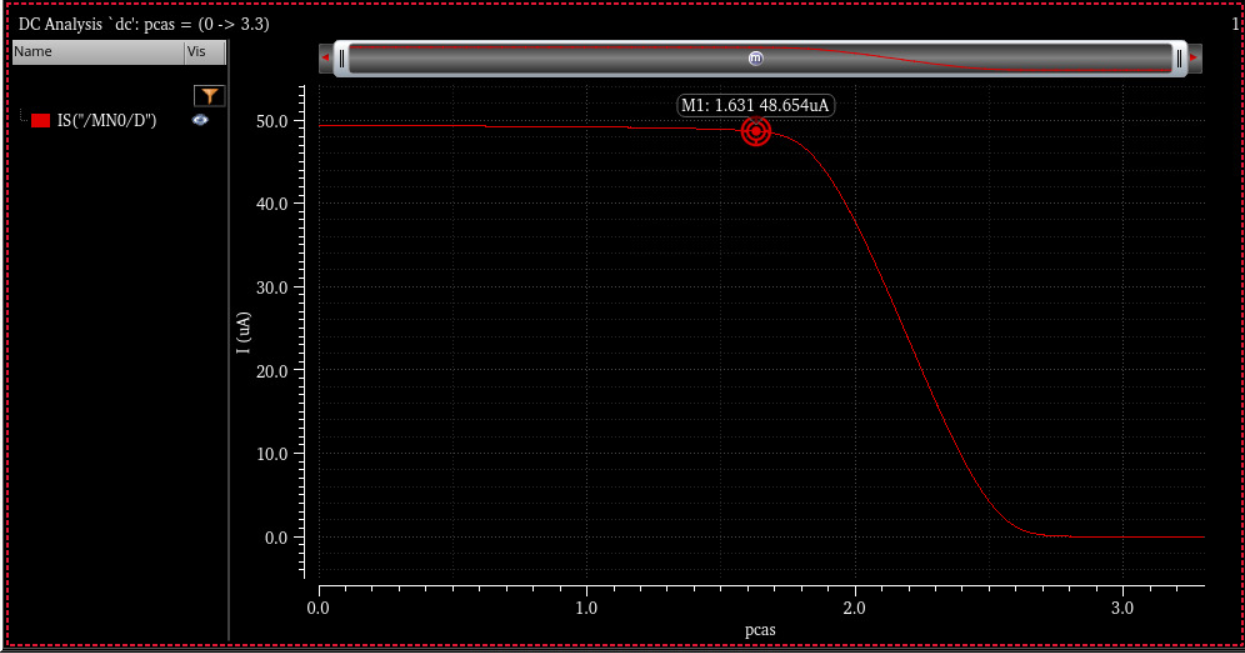 DC Analysis `dc': pcas = (0 -> 3.3)
1
Name Vis
IS("/MN0/D")
M1: 1.631 48.654uA
50.0
40.0
30.0
20.0
10.0
0.0
I (uA)
0.0 1.0 2.0 3.0
pcas